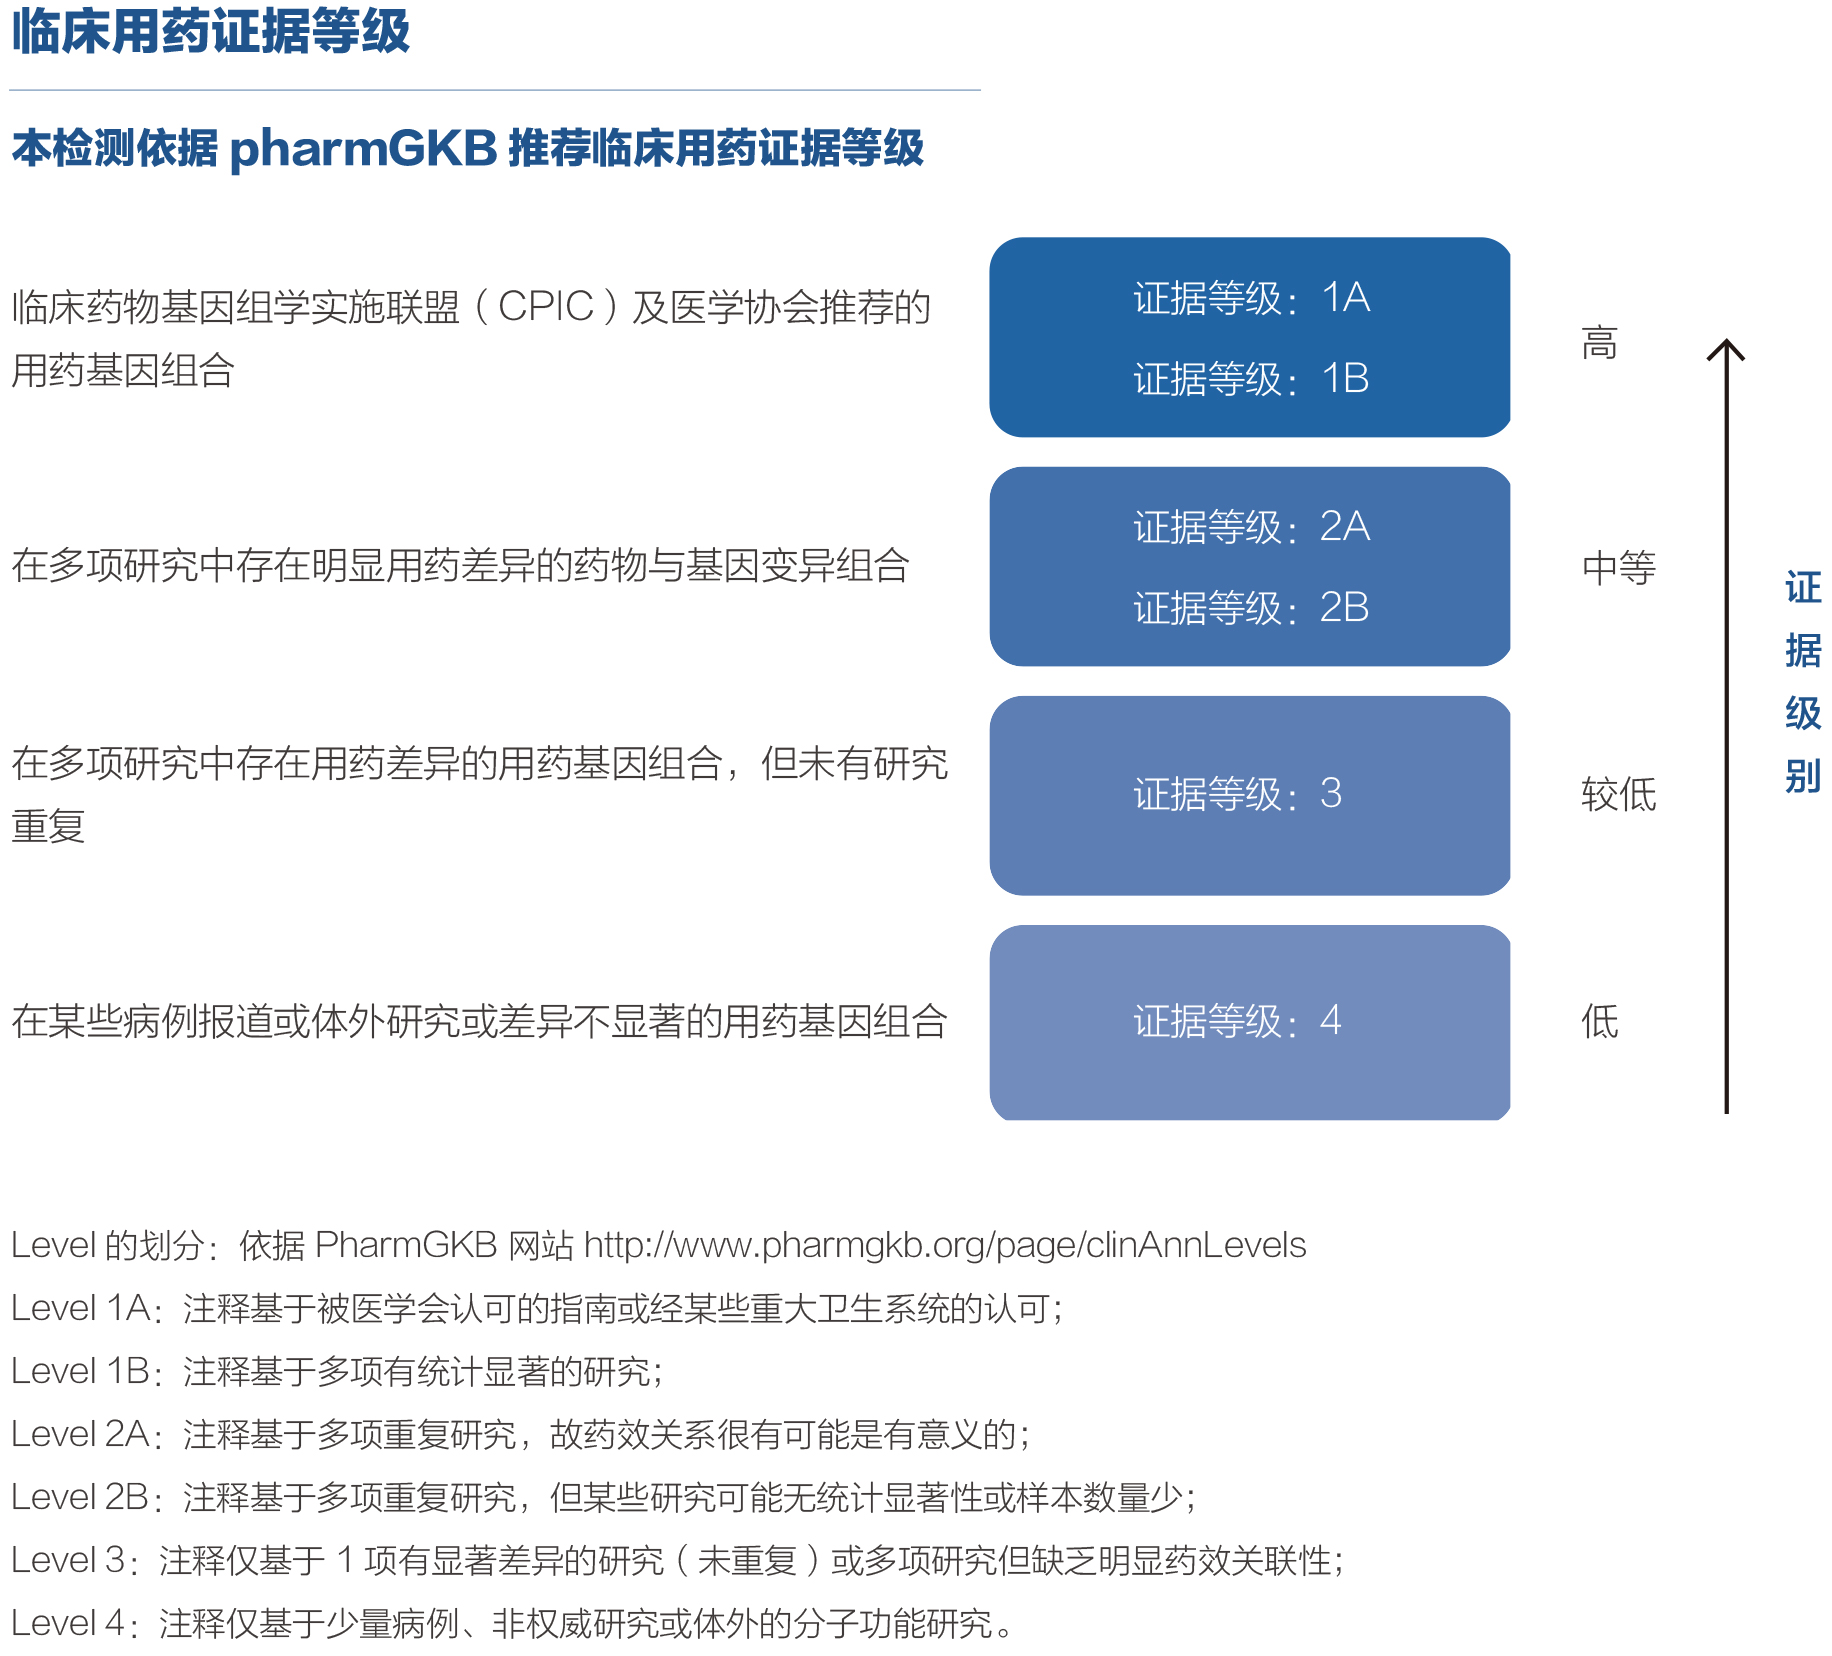 临床用药证据等级
本检测依据 pharmGKB 推荐临床用药证据等级
临床药物基因组学实施联盟（CPIC）及医学协会推荐的
用药基因组合
证据等级：1A
证据等级：1B
高
在多项研究中存在明显用药差异的药物与基因变异组合
证据等级：2A
证据等级：2B
中等
在多项研究中存在用药差异的用药基因组合，但未有研究
重复
证据等级：3
较低
在某些病例报道或体外研究或差异不显著的用药基因组合
证据等级：4
低
证
据
级
别
Level 的划分：依据 PharmGKB 网站 http://www.pharmgkb.org/page/clinAnnLevels
Level 1A：注释基于被医学会认可的指南或经某些重大卫生系统的认可；
Level 1B：注释基于多项有统计显著的研究；
Level 2A：注释基于多项重复研究，故药效关系很有可能是有意义的；
Level 2B：注释基于多项重复研究，但某些研究可能无统计显著性或样本数量少；
Level 3：注释仅基于 1 项有显著差异的研究（未重复）或多项研究但缺乏明显药效关联性；
Level 4：注释仅基于少量病例、非权威研究或体外的分子功能研究。